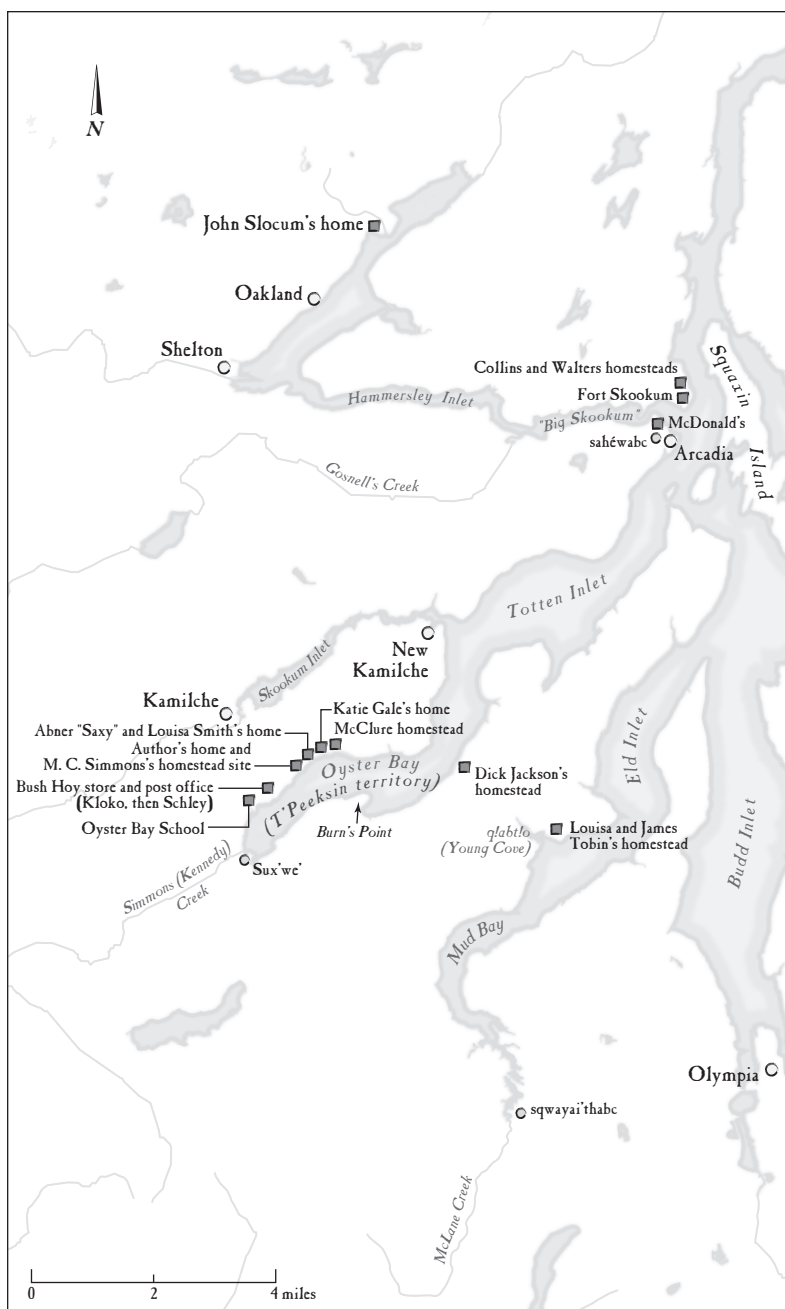 N
John Slocum's home
Oakland
Shelton
Collins and Walters homesteads
Fort Skookum
Squaxin
Island
Hammersley Inlet
"Big Skookum"
McDonald's
sahéwabc
Arcadia
Gosnell's Creek
Totten Inlet
New
Kamilche
Skookum Inlet
Kamilche
Katie Gale's home
McClure homestead
Abner "Saxy" and Louisa Smith's home
Author's home and
M. C. Simmons's homestead site
Bush Hoy store and post office
(Kloko, then Schley)
Oyster Bay School
Oyster Bay
(T'Peeksin territory)
Burn's Point
Dick Jackson's
homestead
Eld Inlet
q!abt!o
(Young Cove)
Louisa and James
Tobin's homestead
Budd Inlet
Simmons (Kennedy)
Creek
Sux'we'
Mud Bay
Olympia
sqwayai'thabc
McLane Creek
0 2 4 miles